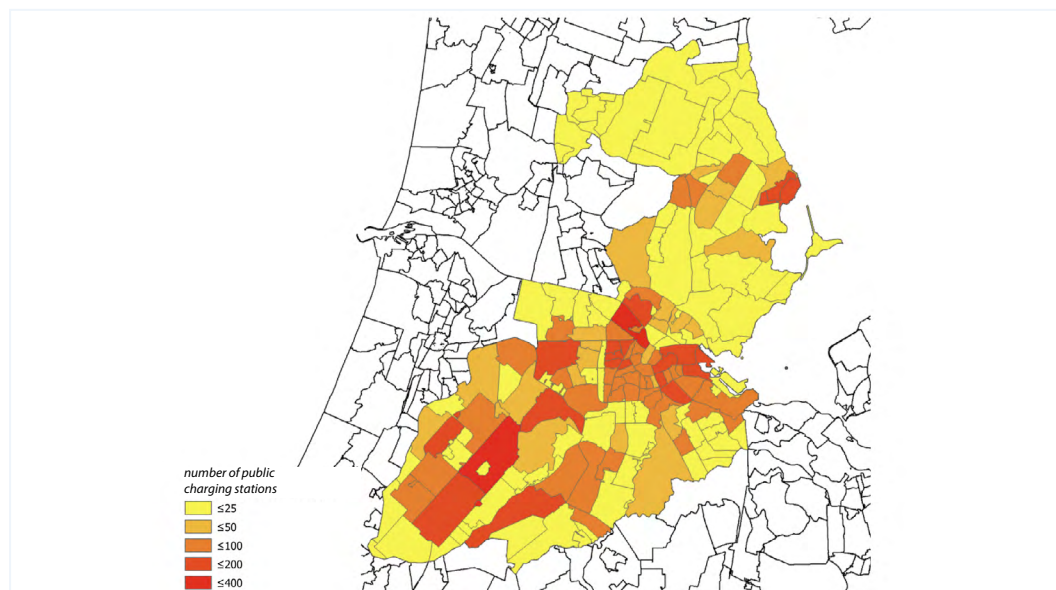 number of public
charging stations
≤25
≤50
≤100
≤200
≤400